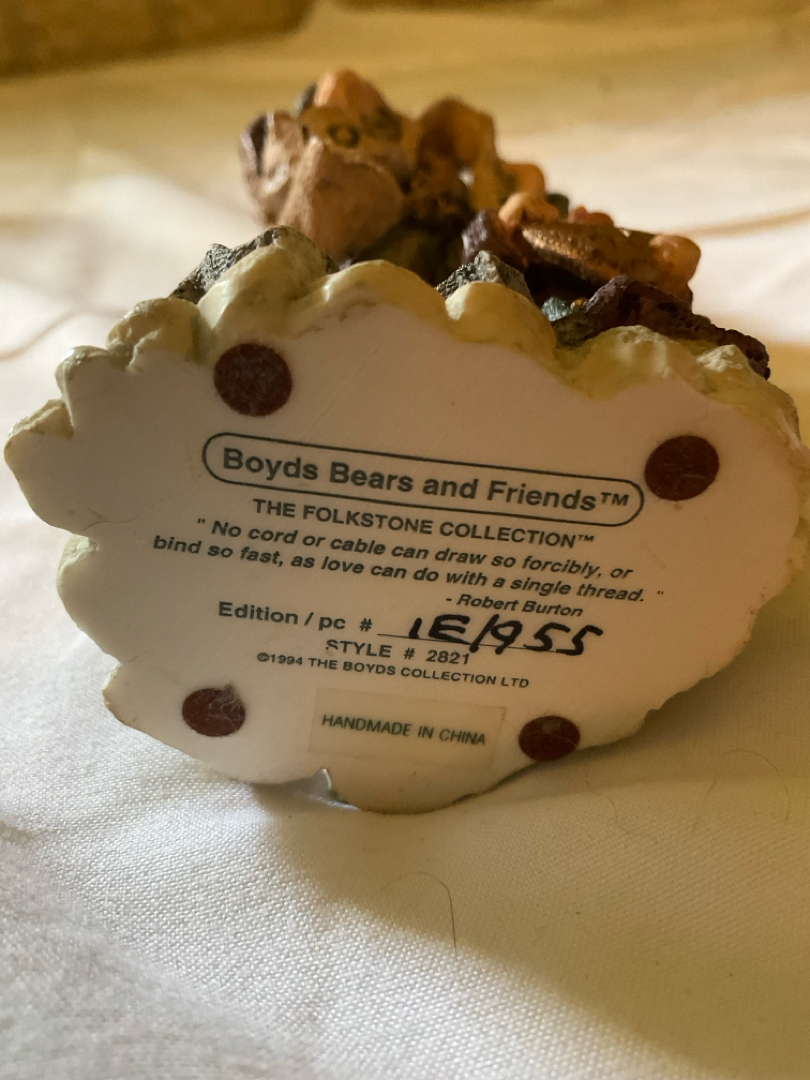 Boyds Bears and Friends™
THE FOLKSTONE COLLECTION™
" No cord or cable can draw so forcibly, or
bind so fast, as love can do with a single thread. "
- Robert Burton
Edition / pc # 1E/955
STYLE # 2821
©1994 THE BOYDS COLLECTION LTD
HANDMADE IN CHINA